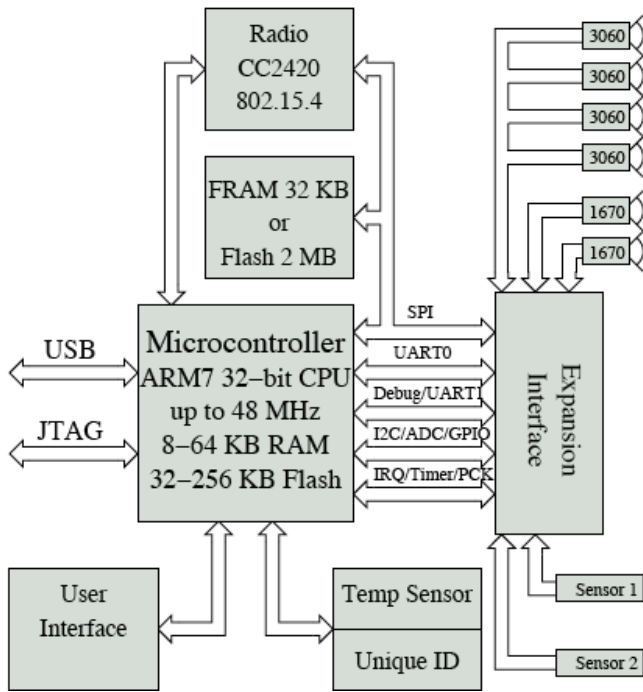 Radio
CC2420
802.15.4
3060
3060
3060
3060
FRAM 32 KB
or
Flash 2 MB
1670
1670
SPI
Microcontroller
ARM7 32−bit CPU
up to 48 MHz
8−64 KB RAM
32−256 KB Flash
USB
JTAG
UART0
Debug/UART1
I2C/ADC/GPIO
IRQ/Timer/PCK
Expansion
Interface
User
Interface
Temp Sensor
Unique ID
Sensor 1
Sensor 2